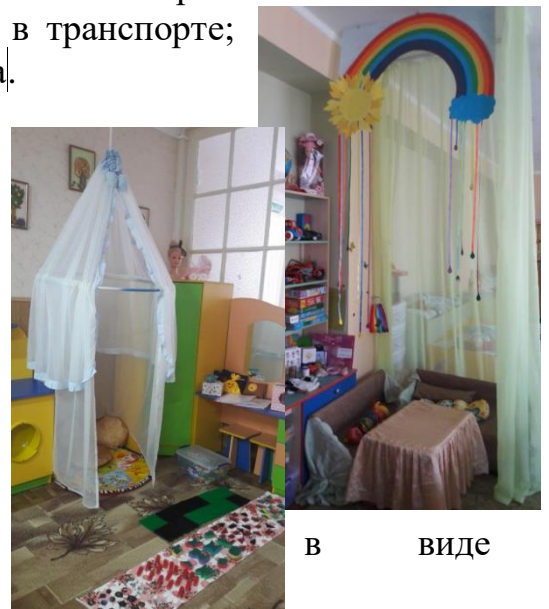 в транспорте;
а.
в виде